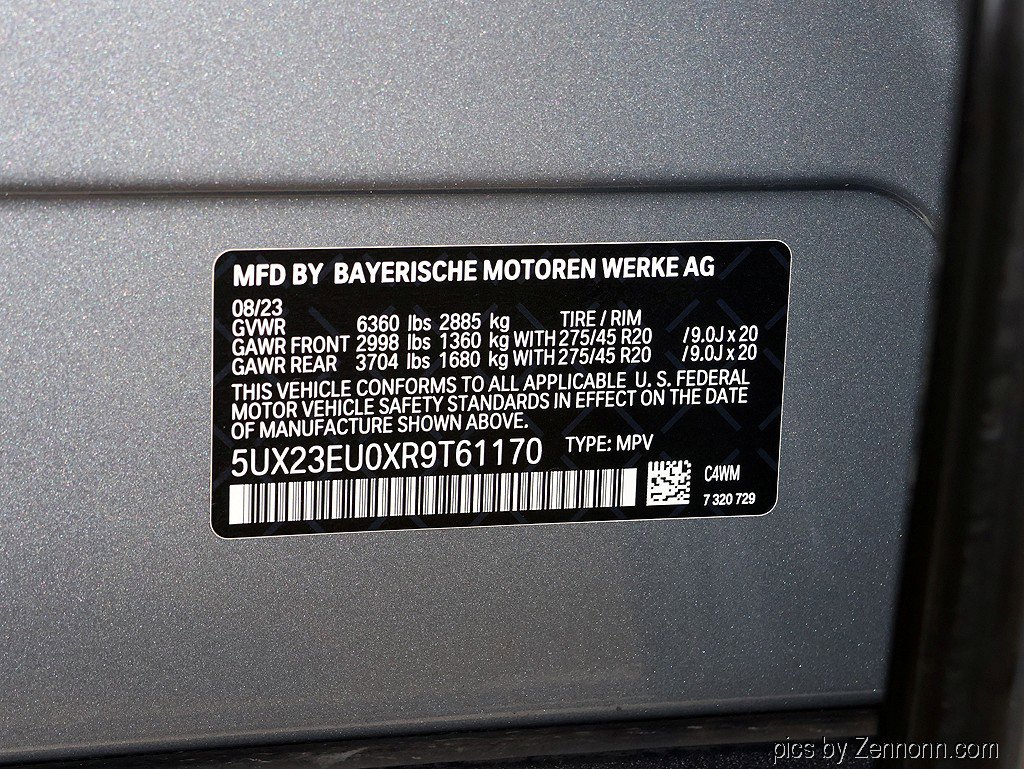 MFD BY BAYERISCHE MOTOREN WERKE AG
08/23
GVWR 6360 lbs 2885 kg TIRE / RIM
GAWR FRONT 2998 lbs 1360 kg WITH 275/45 R20 /9.0J x 20
GAWR REAR 3704 lbs 1680 kg WITH 275/45 R20 /9.0J x 20
THIS VEHICLE CONFORMS TO ALL APPLICABLE U. S. FEDERAL
MOTOR VEHICLE SAFETY STANDARDS IN EFFECT ON THE DATE
OF MANUFACTURE SHOWN ABOVE.
5UX23EU0XR9T61170 TYPE: MPV
C4WM
7 320 729
pics by Zennonn.com